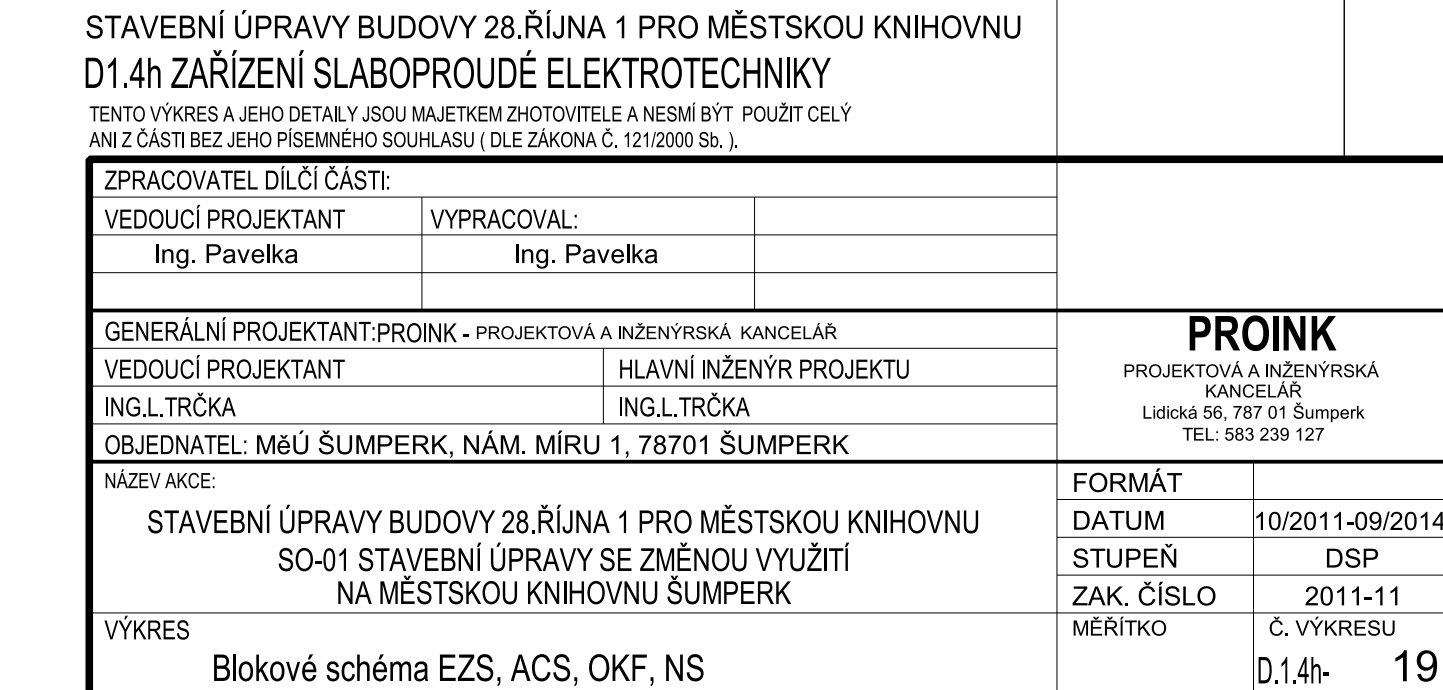 STAVEBNÍ ÚPRAVY BUDOVY 28.ŘÍJNA 1 PRO MĚSTSKOU KNIHOVNU
D1.4h ZAŘÍZENÍ SLABOPROUDÉ ELEKTROTECHNIKY
TENTO VÝKRES A JEHO DETAILY JSOU MAJETKEM ZHOTOVITELE A NESMÍ BÝT POUŽIT CELÝ
ANI Z ČÁSTI BEZ JEHO PÍSEMNÉHO SOUHLASU ( DLE ZÁKONA Č. 121/2000 Sb. ).
ZPRACOVATEL DÍLČÍ ČÁSTI:
VEDOUCÍ PROJEKTANT VYPRACOVAL:
Ing. Pavelka Ing. Pavelka
GENERÁLNÍ PROJEKTANT:PROINK - PROJEKTOVÁ A INŽENÝRSKÁ KANCELÁŘ
VEDOUCÍ PROJEKTANT HLAVNÍ INŽENÝR PROJEKTU
ING.L.TRČKA ING.L.TRČKA
OBJEDNATEL: MěÚ ŠUMPERK, NÁM. MÍRU 1, 78701 ŠUMPERK
PROINK
PROJEKTOVÁ A INŽENÝRSKÁ
KANCELÁŘ
Lidická 56, 787 01 Šumperk
TEL: 583 239 127
NÁZEV AKCE:
STAVEBNÍ ÚPRAVY BUDOVY 28.ŘÍJNA 1 PRO MĚSTSKOU KNIHOVNU
SO-01 STAVEBNÍ ÚPRAVY SE ZMĚNOU VYUŽITÍ
NA MĚSTSKOU KNIHOVNU ŠUMPERK
FORMÁT
DATUM 10/2011-09/2014
STUPEŇ DSP
ZAK. ČÍSLO 2011-11
VÝKRES
Blokové schéma EZS, ACS, OKF, NS
MĚŘÍTKO Č. VÝKRESU
D.1.4h- 19